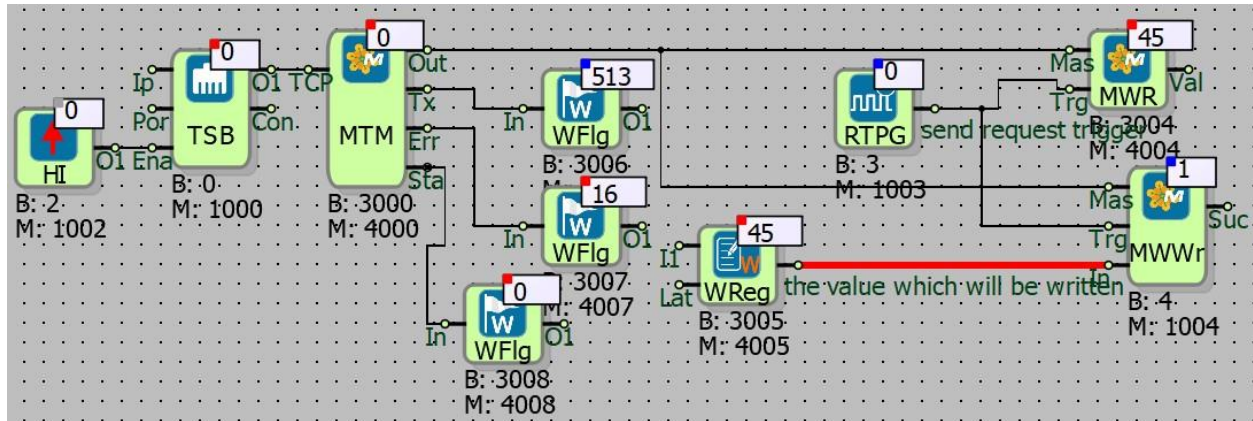 0
HI
O1
B: 2
M: 1002
0
Ip
Por
Ena
TSB
O1
Con
B: 0
M: 1000
0
TCP
MTM
Out
Tx
Err
Sta
B: 3000
M: 4000
513
In
WFlg
O1
B: 3006
16
In
WFlg
O1
B: 3007
M: 4007
0
In
WFlg
O1
B: 3008
M: 4008
0
RTPG
send request trigger
B: 3
M: 1003
45
I1
Lat
WReg
the value which will be written
B: 3005
M: 4005
45
Mas
Trg
MWR
Val
B: 3004
M: 4004
1
Mas
Trg
In
MWWr
Suc
B: 4
M: 1004